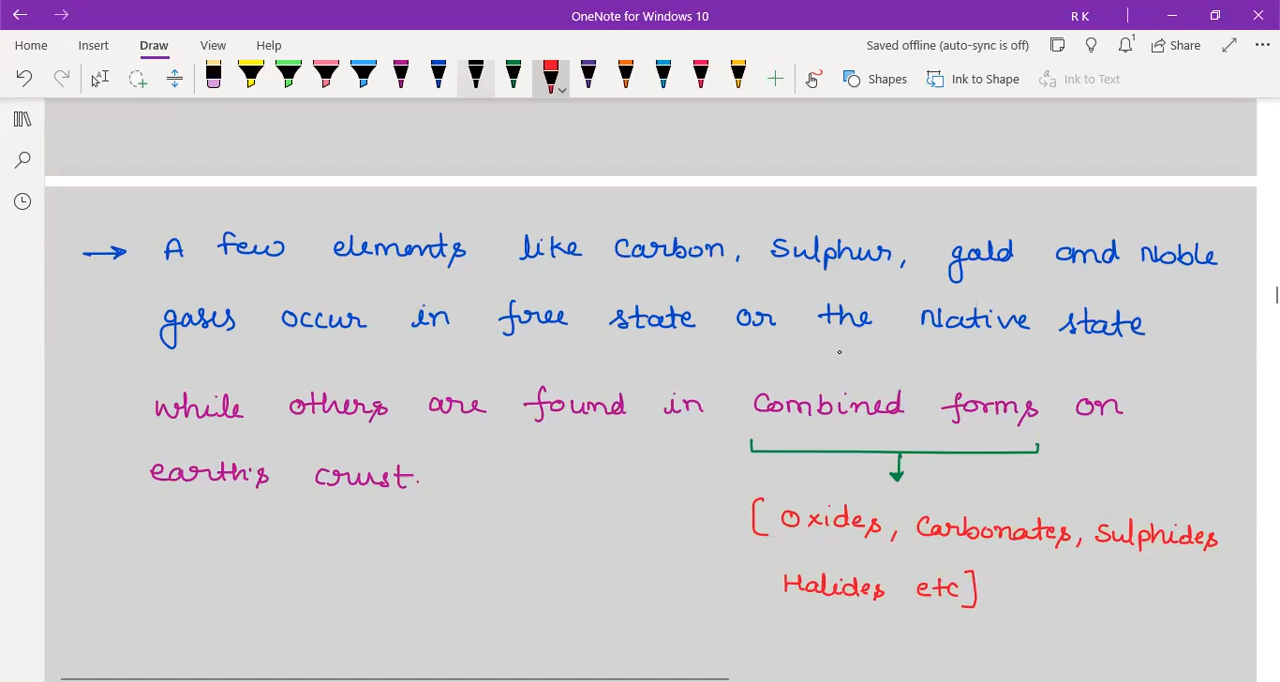 OneNote for Windows 10
R K
Home Insert Draw View Help
Saved offline (auto-sync is off)
1
Share
Shapes
Ink to Shape
Ink to Text
→ A few elements like Carbon, Sulphur, gold and Noble
gases occur in free state or the Native state
while others are found in combined forms on
earth's crust.
[Oxides, Carbonates, Sulphides
Halides etc]